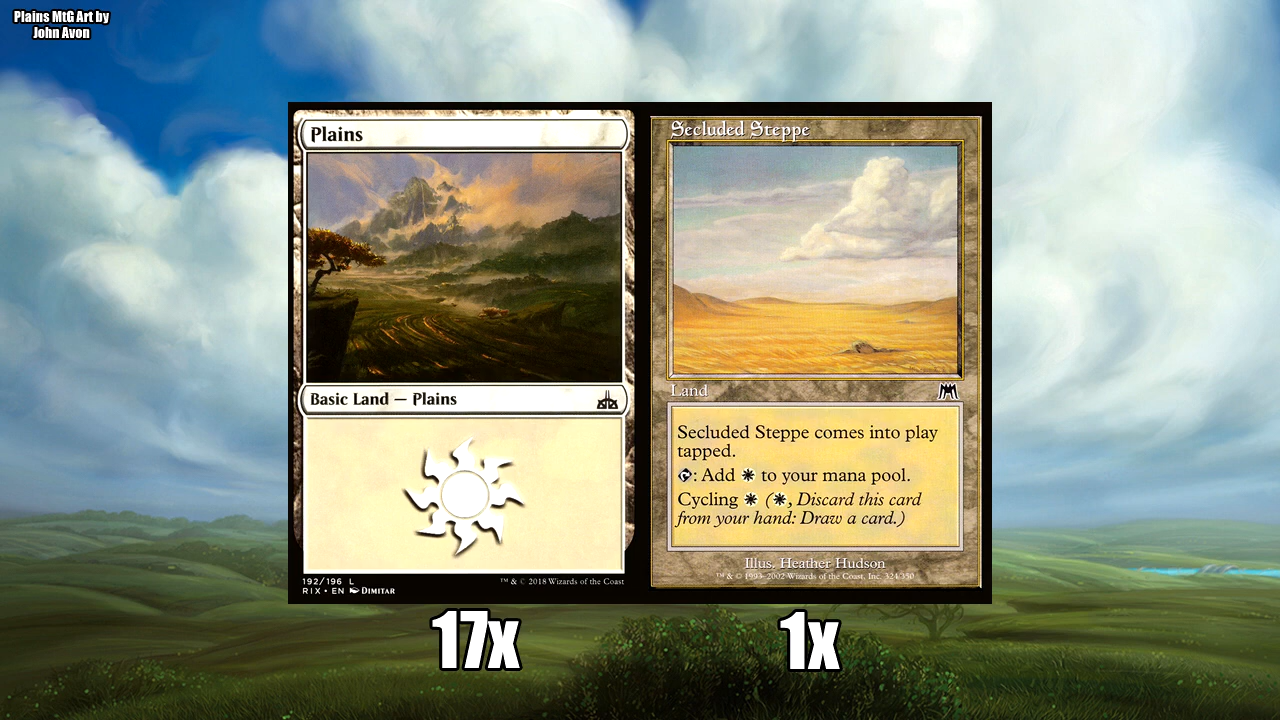 Plains MtG Art by
John Avon
Plains
Basic Land — Plains
192/196 L
RIX • EN DIMITAR
™ & © 2018 Wizards of the Coast
Secluded Steppe
Land
Secluded Steppe comes into play
tapped.
: Add to your mana pool.
Cycling ( , Discard this card
from your hand: Draw a card.)
Illus. Heather Hudson
™ & © 1993–2002 Wizards of the Coast, Inc. 324/350
17x
1x